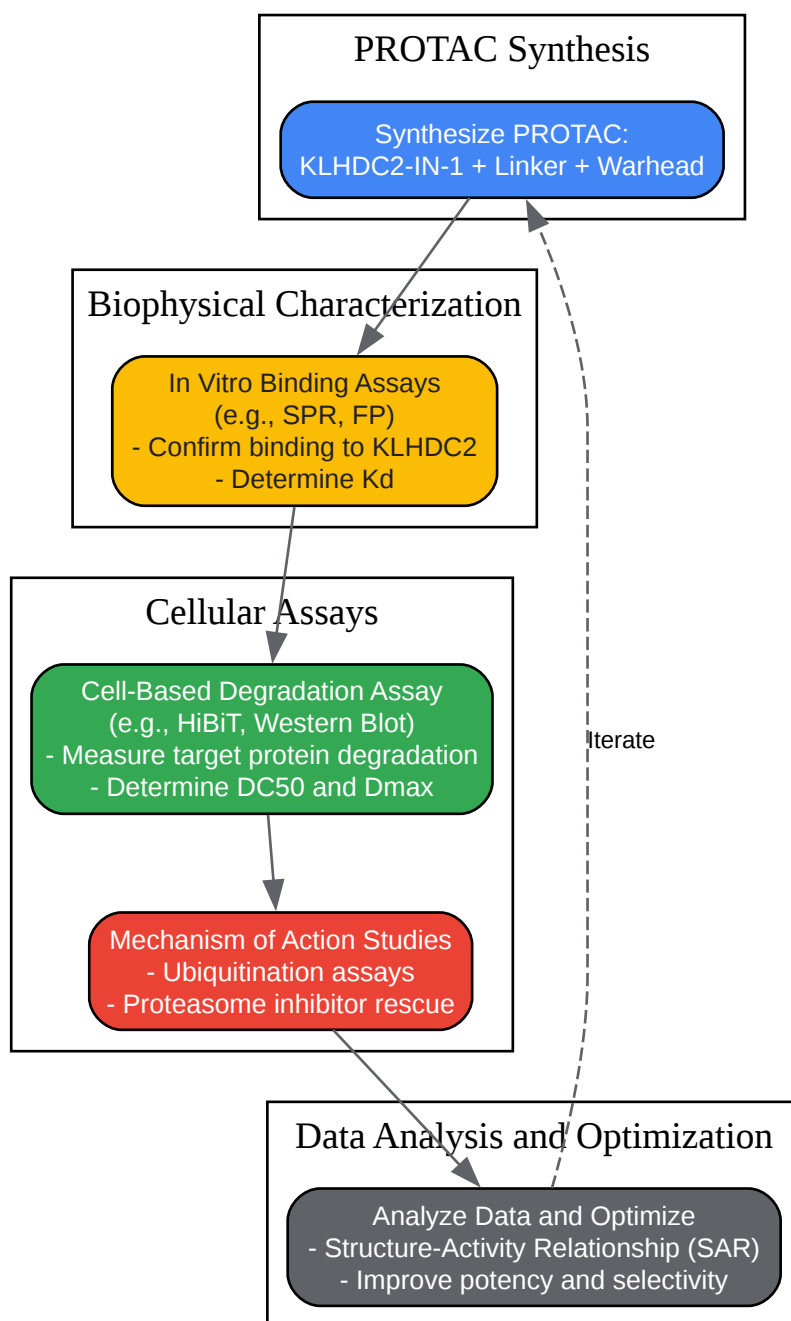 PROTAC Synthesis
Synthesize PROTAC:
KLHDC2-IN-1 + Linker + Warhead
Biophysical Characterization
In Vitro Binding Assays
(e.g., SPR, FP)
- Confirm binding to KLHDC2
- Determine Kd
Cellular Assays
Cell-Based Degradation Assay
(e.g., HiBiT, Western Blot)
- Measure target protein degradation
- Determine DC50 and Dmax
Iterate
Mechanism of Action Studies
- Ubiquitination assays
- Proteasome inhibitor rescue
Data Analysis and Optimization
Analyze Data and Optimize
- Structure-Activity Relationship (SAR)
- Improve potency and selectivity